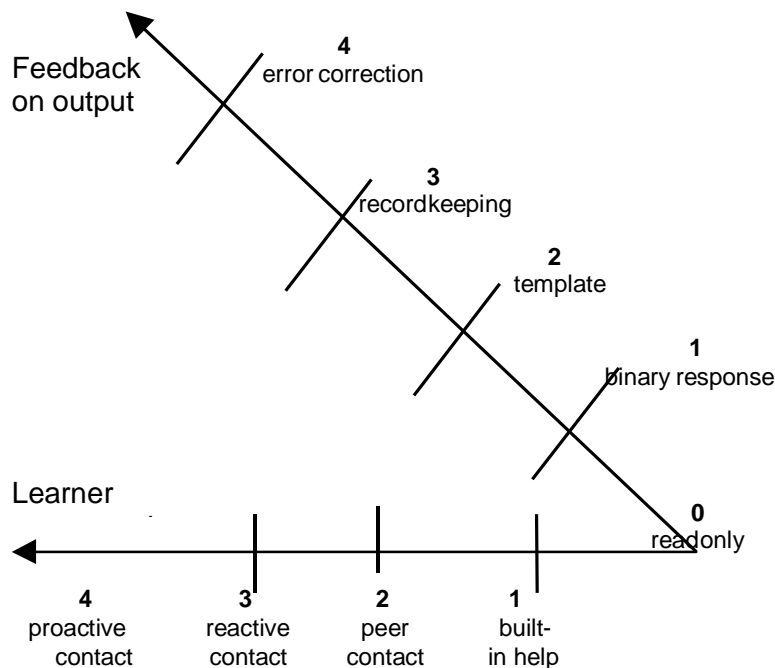 4
error correction
Feedback
on output
3
recordkeeping
2
template
1
binary response
Learner
0
readonly
4
proactive
contact
3
reactive
contact
2
peer
contact
1
built-
in help